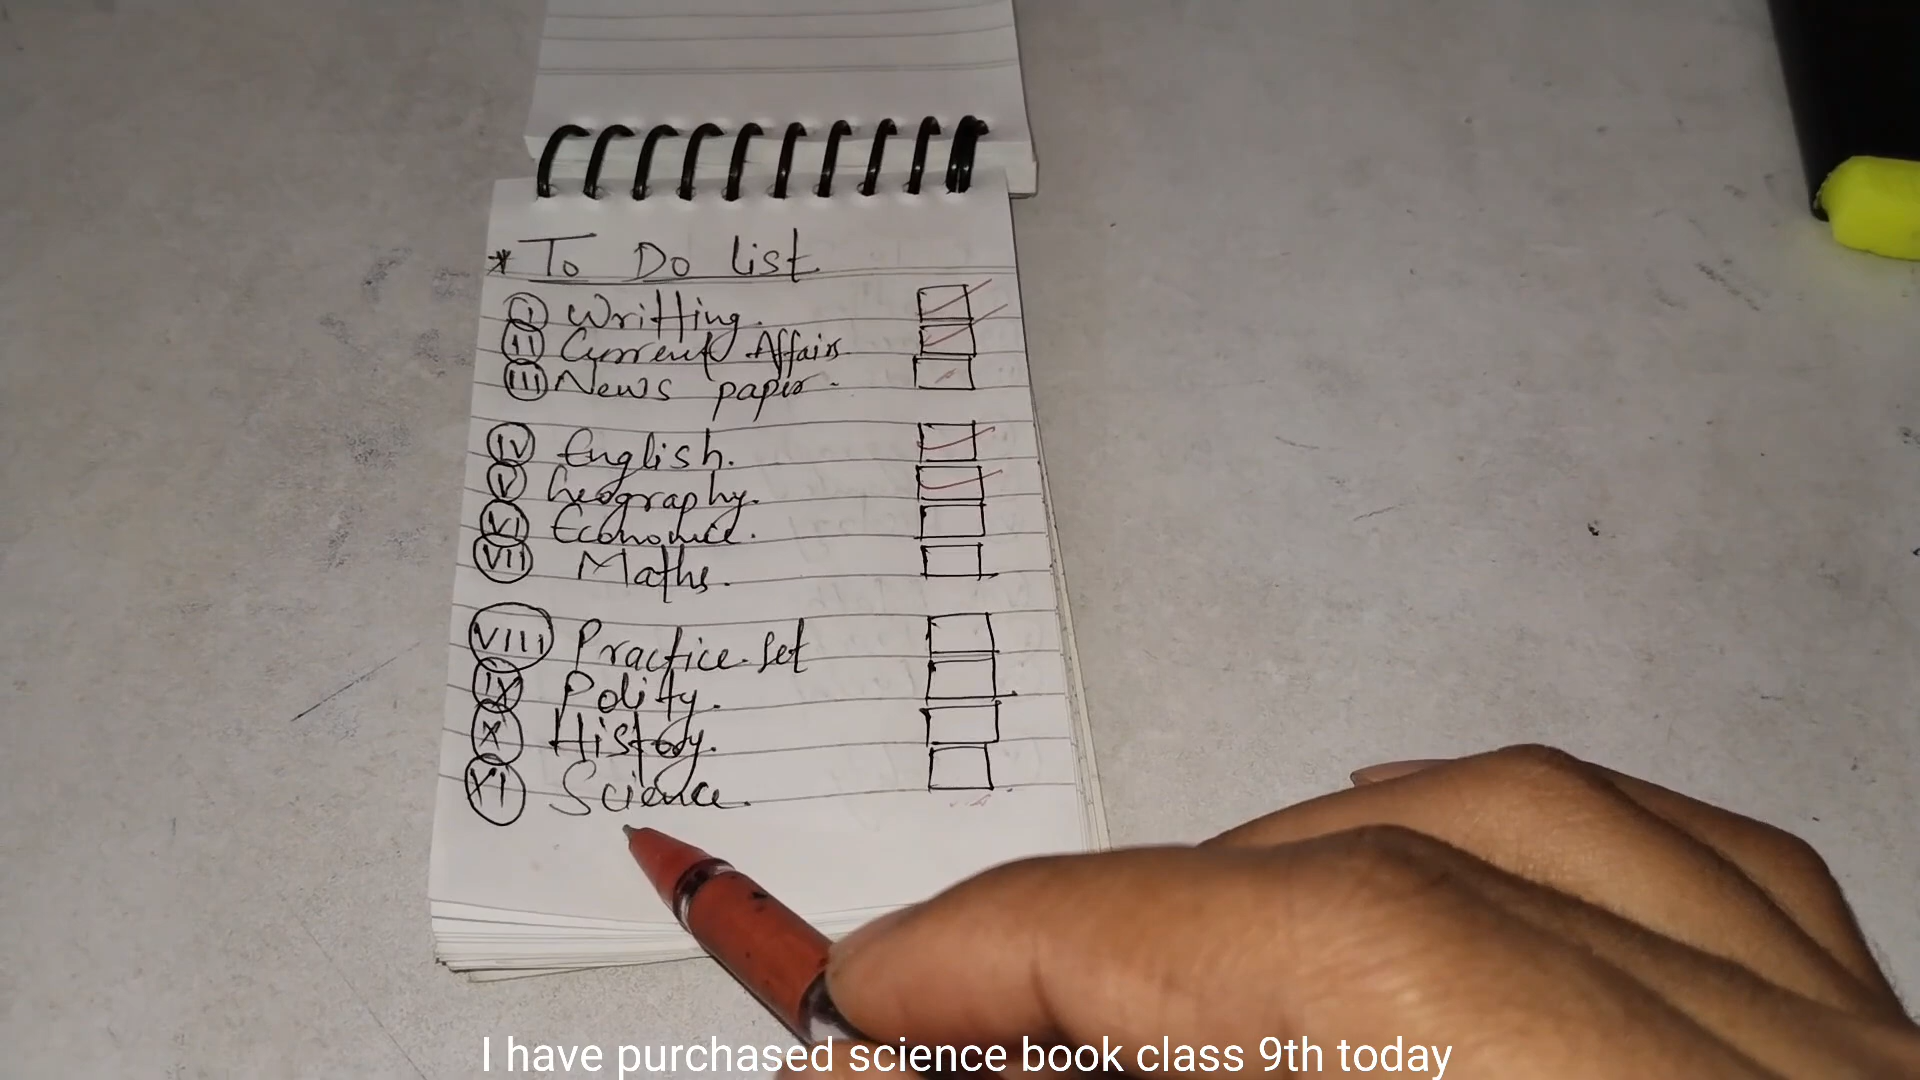 * To Do list
i Writting.
ii Current Affairs.
iii News paper.
iv English.
v Geography.
vi Economice.
vii Maths.
viii Practice set
ix Polity.
x History.
xi Science.
I have purchased science book class 9th today